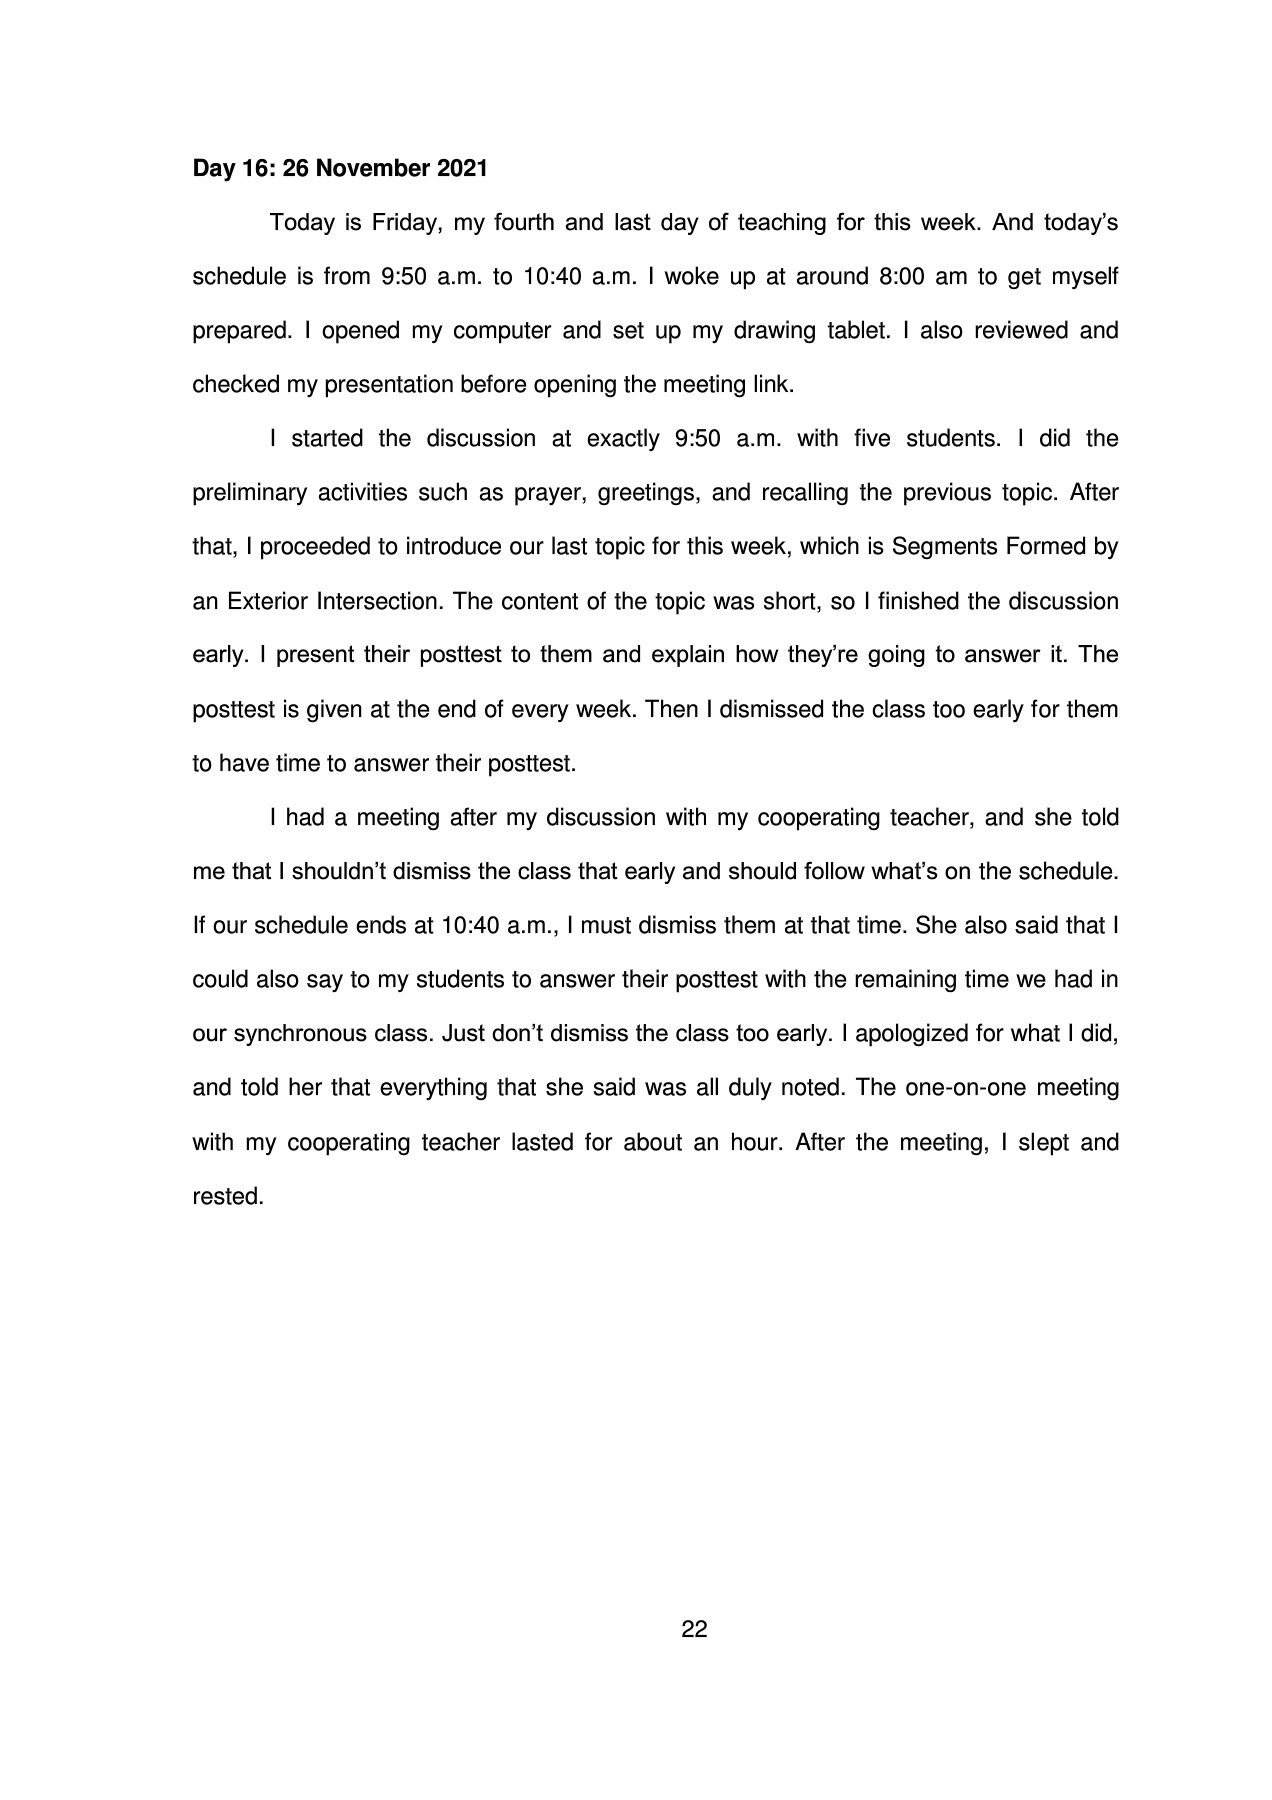 Day 16: 26 November 2021
Today is Friday, my fourth and last day of teaching for this week. And today’s
schedule is from 9:50 a.m. to 10:40 a.m. I woke up at around 8:00 am to get myself
prepared. I opened my computer and set up my drawing tablet. I also reviewed and
checked my presentation before opening the meeting link.
I started the discussion at exactly 9:50 a.m. with five students. I did the
preliminary activities such as prayer, greetings, and recalling the previous topic. After
that, I proceeded to introduce our last topic for this week, which is Segments Formed by
an Exterior Intersection. The content of the topic was short, so I finished the discussion
early. I present their posttest to them and explain how they’re going to answer it. The
posttest is given at the end of every week. Then I dismissed the class too early for them
to have time to answer their posttest.
I had a meeting after my discussion with my cooperating teacher, and she told
me that I shouldn’t dismiss the class that early and should follow what’s on the schedule.
If our schedule ends at 10:40 a.m., I must dismiss them at that time. She also said that I
could also say to my students to answer their posttest with the remaining time we had in
our synchronous class. Just don’t dismiss the class too early. I apologized for what I did,
and told her that everything that she said was all duly noted. The one-on-one meeting
with my cooperating teacher lasted for about an hour. After the meeting, I slept and
rested.
22